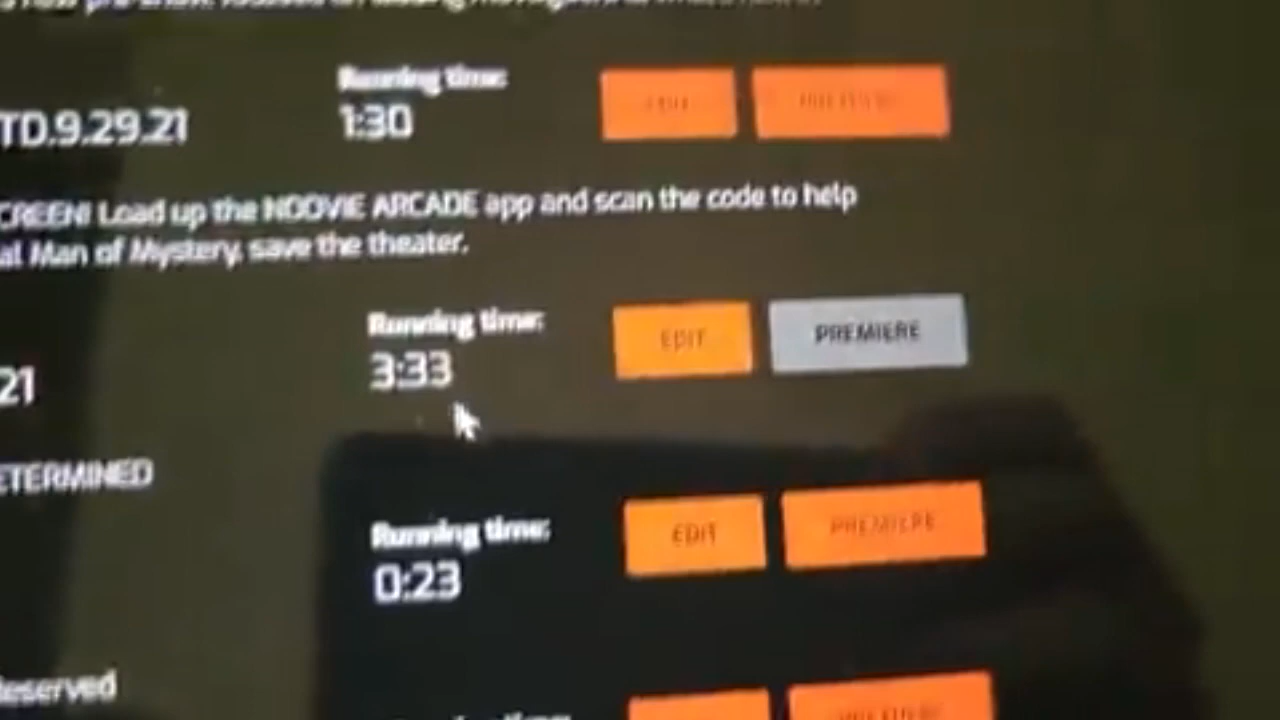 Running time:
TD.9.29.21
1:30
CREEN! Load up the NOOVIE ARCADE app and scan the code to help
al Man of Mystery, save the theater.
Running time:
EDIT
PREMIERE
21
3:33
ETERMINED
Running time:
EDIT
PREMIERE
0:23
Reserved